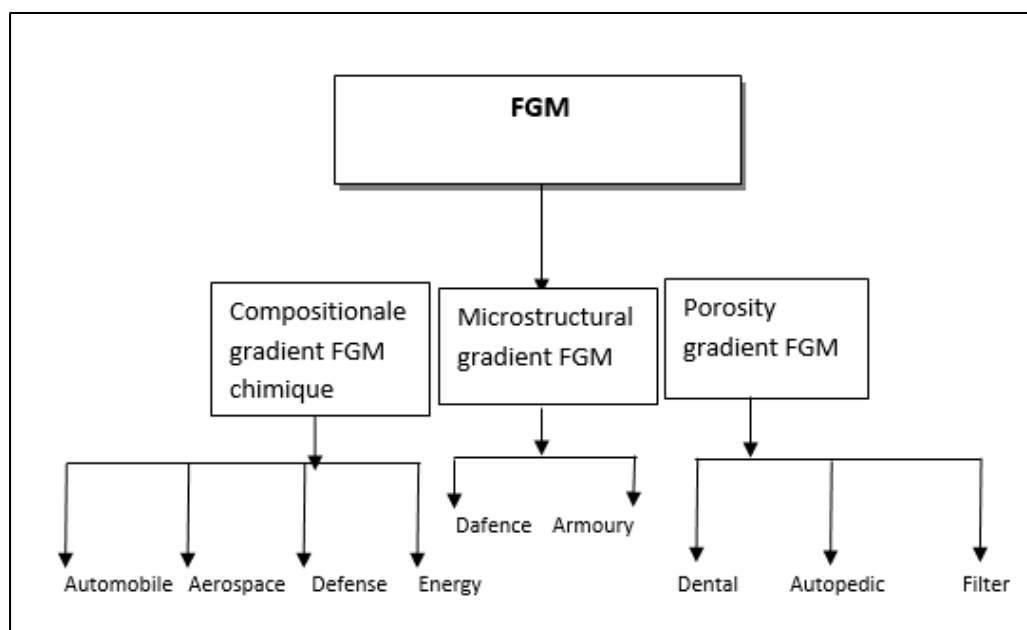 FGM
Compositionale
gradient FGM
chimique
Microstructural
gradient FGM
Porosity
gradient FGM
Dafence
Armoury
Automobile
Aerospace
Defense
Energy
Dental
Autopedic
Filter